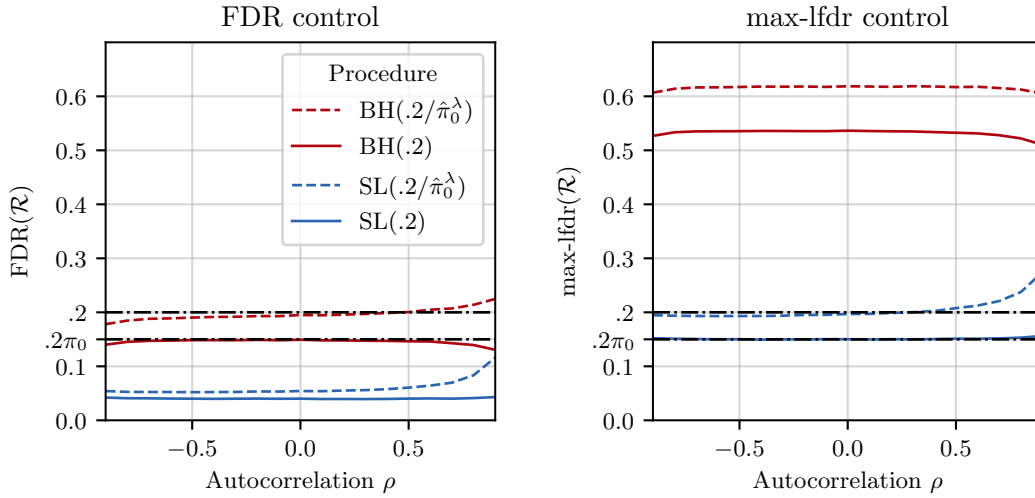 FDR control
max-lfdr control
Procedure
BH(.2/π̂₀^λ)
BH(.2)
SL(.2/π̂₀^λ)
SL(.2)
FDR(ℛ)
0.6
0.5
0.4
0.3
.2
.2π₀
0.1
0.0
−0.5
0.0
0.5
Autocorrelation ρ
max-lfdr(ℛ)
0.6
0.5
0.4
0.3
.2
.2π₀
0.1
0.0
−0.5
0.0
0.5
Autocorrelation ρ